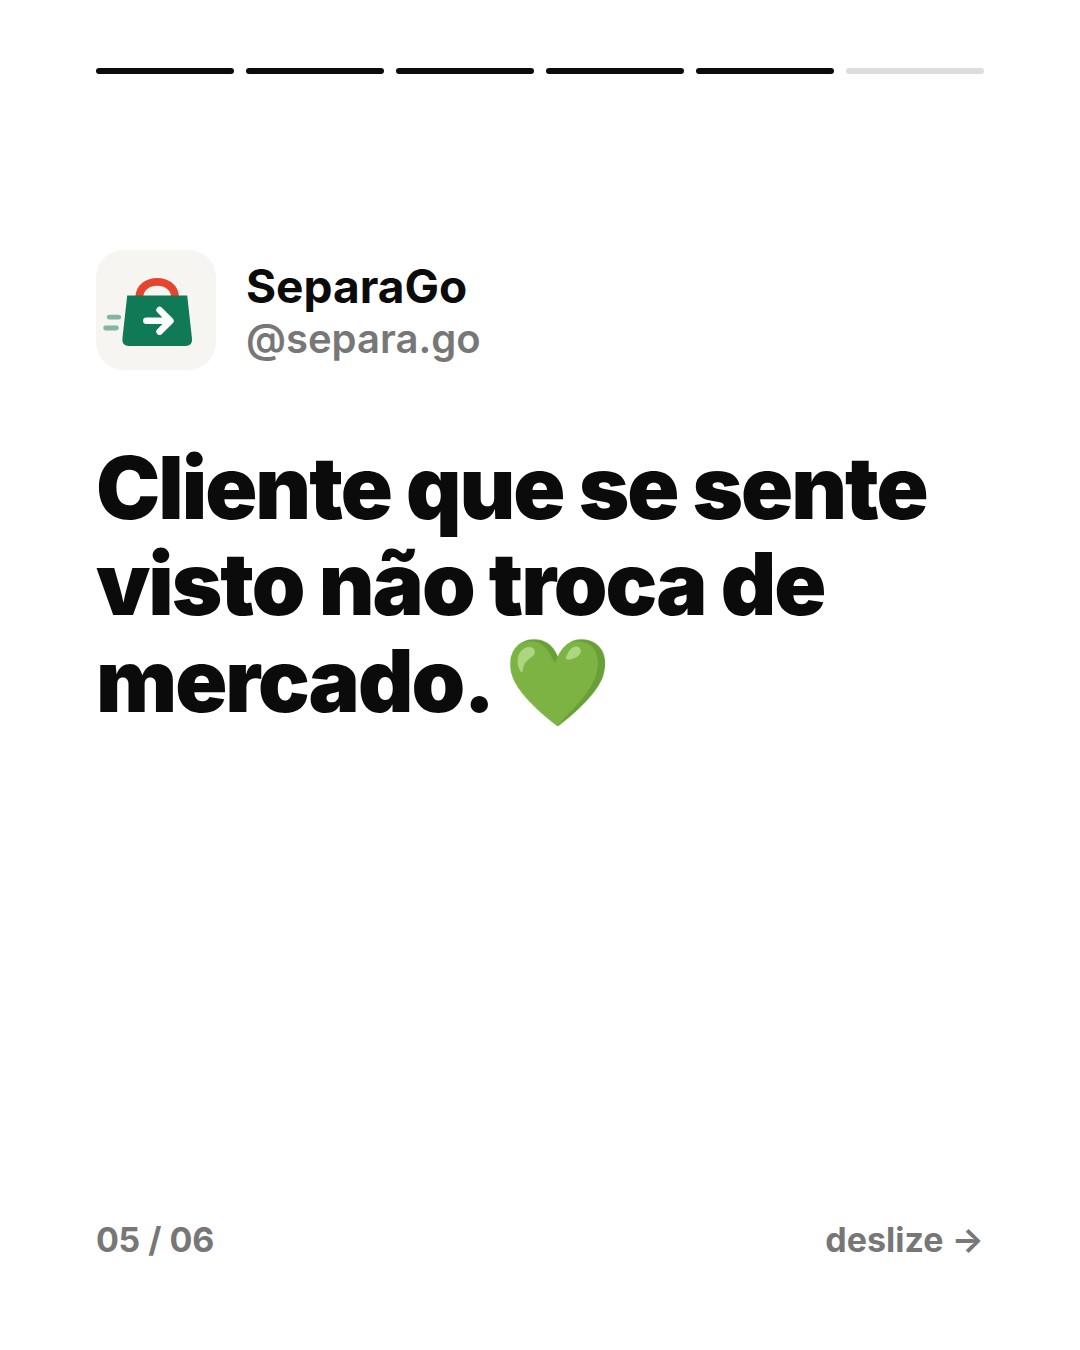 SeparaGo
@separa.go
Cliente que se sente
visto não troca de
mercado. 💚
05 / 06
deslize →